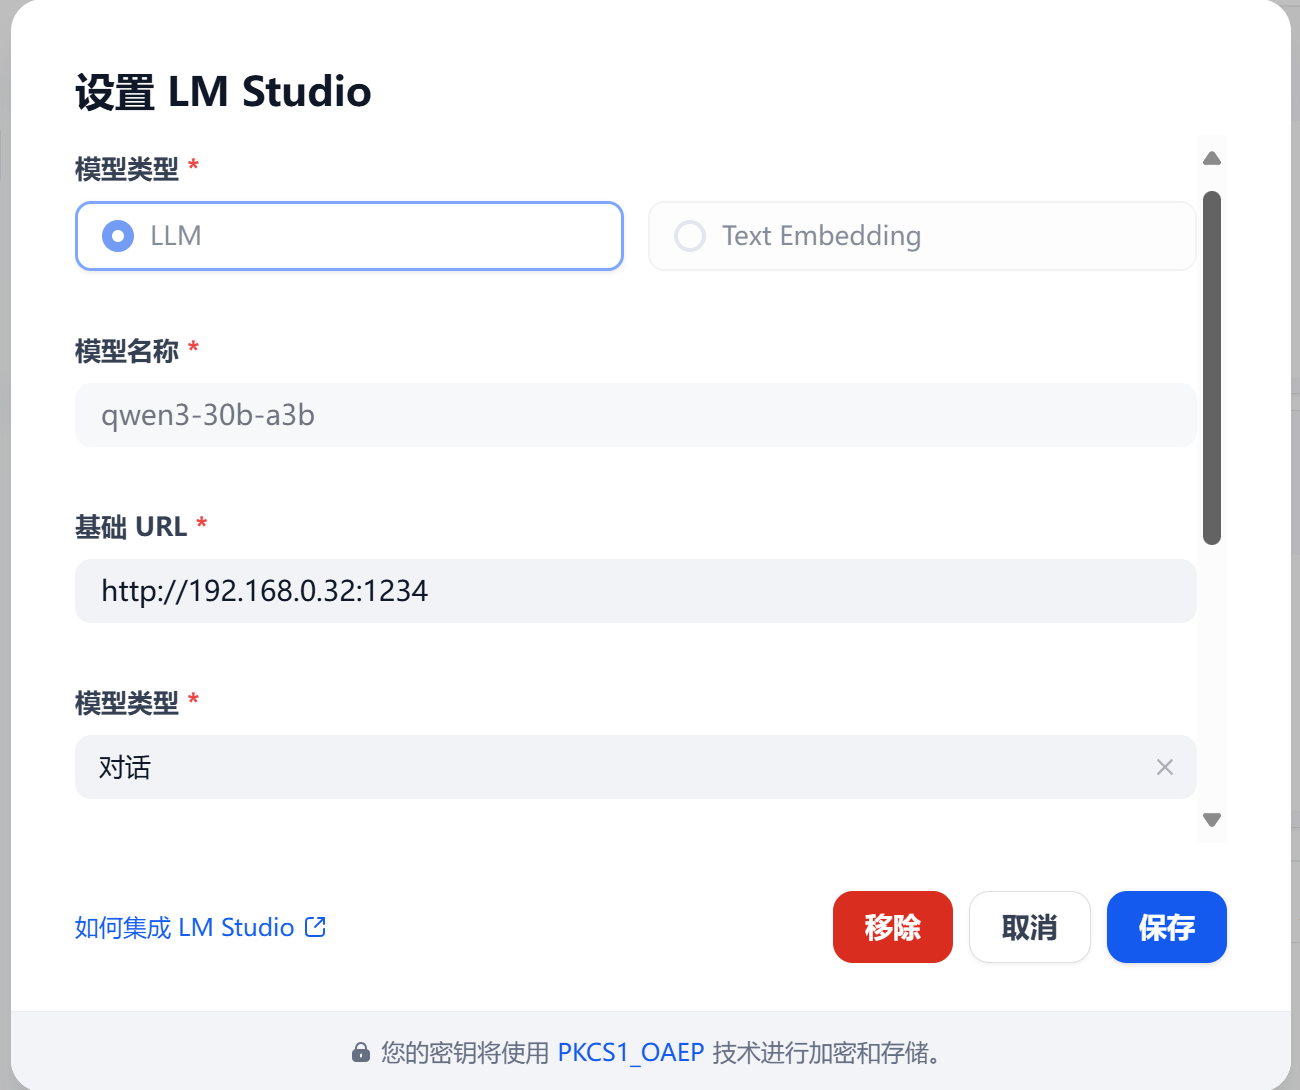 设置 LM Studio
模型类型 *
LLM
Text Embedding
模型名称 *
qwen3-30b-a3b
基础 URL *
http://192.168.0.32:1234
模型类型 *
对话
如何集成 LM Studio
移除
取消
保存
您的密钥将使用 PKCS1_OAEP 技术进行加密和存储。